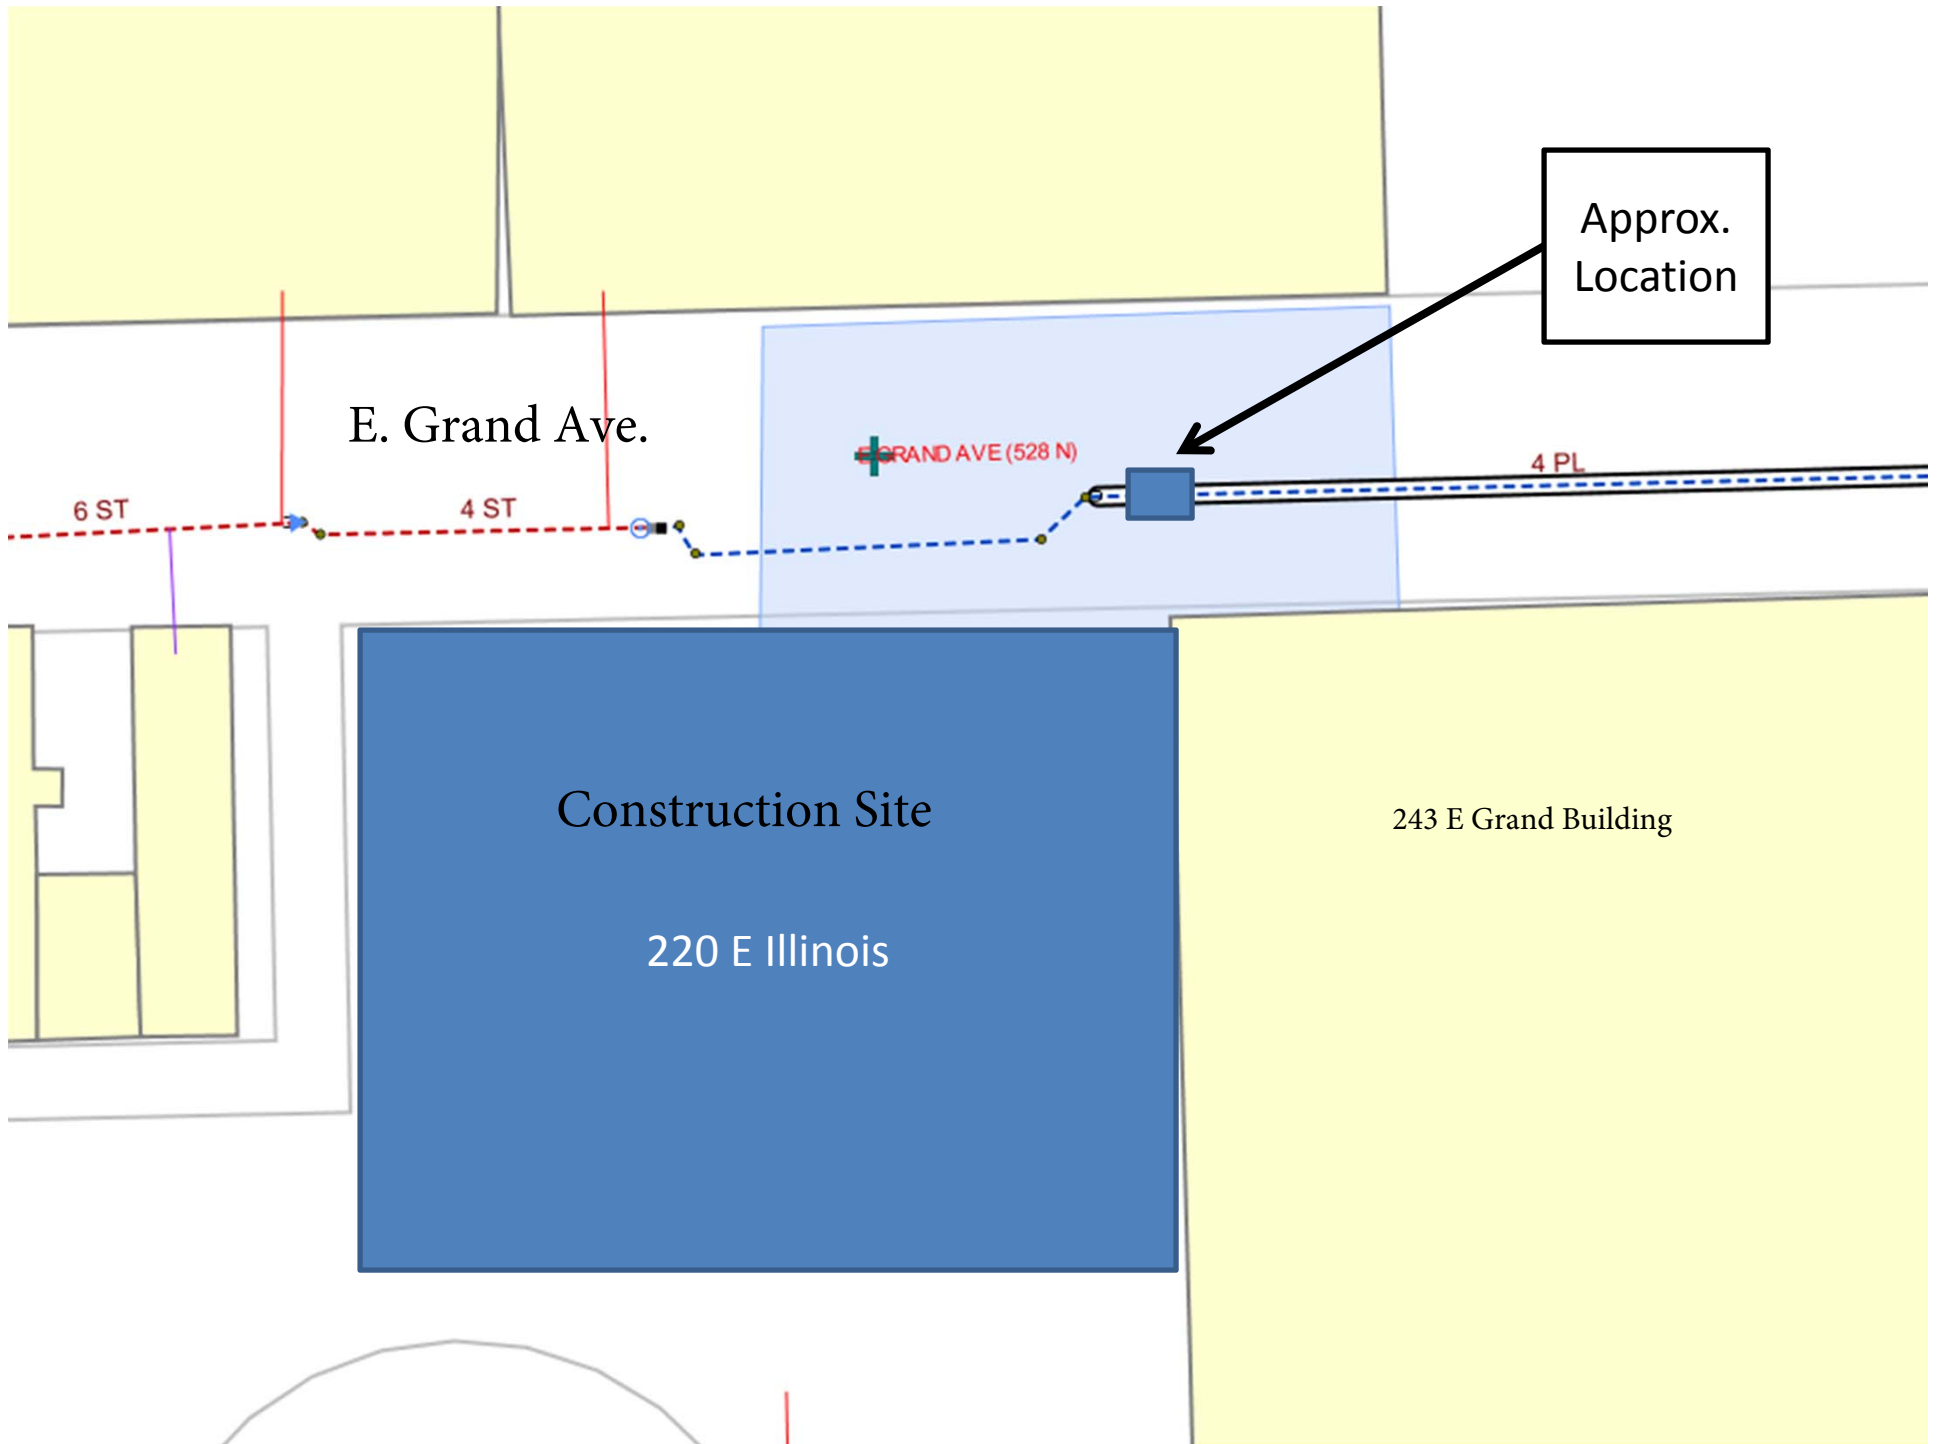 Approx.
Location
E. Grand Ave.
E GRAND AVE (528 N)
4 PL
6 ST
4 ST
Construction Site
243 E Grand Building
220 E Illinois